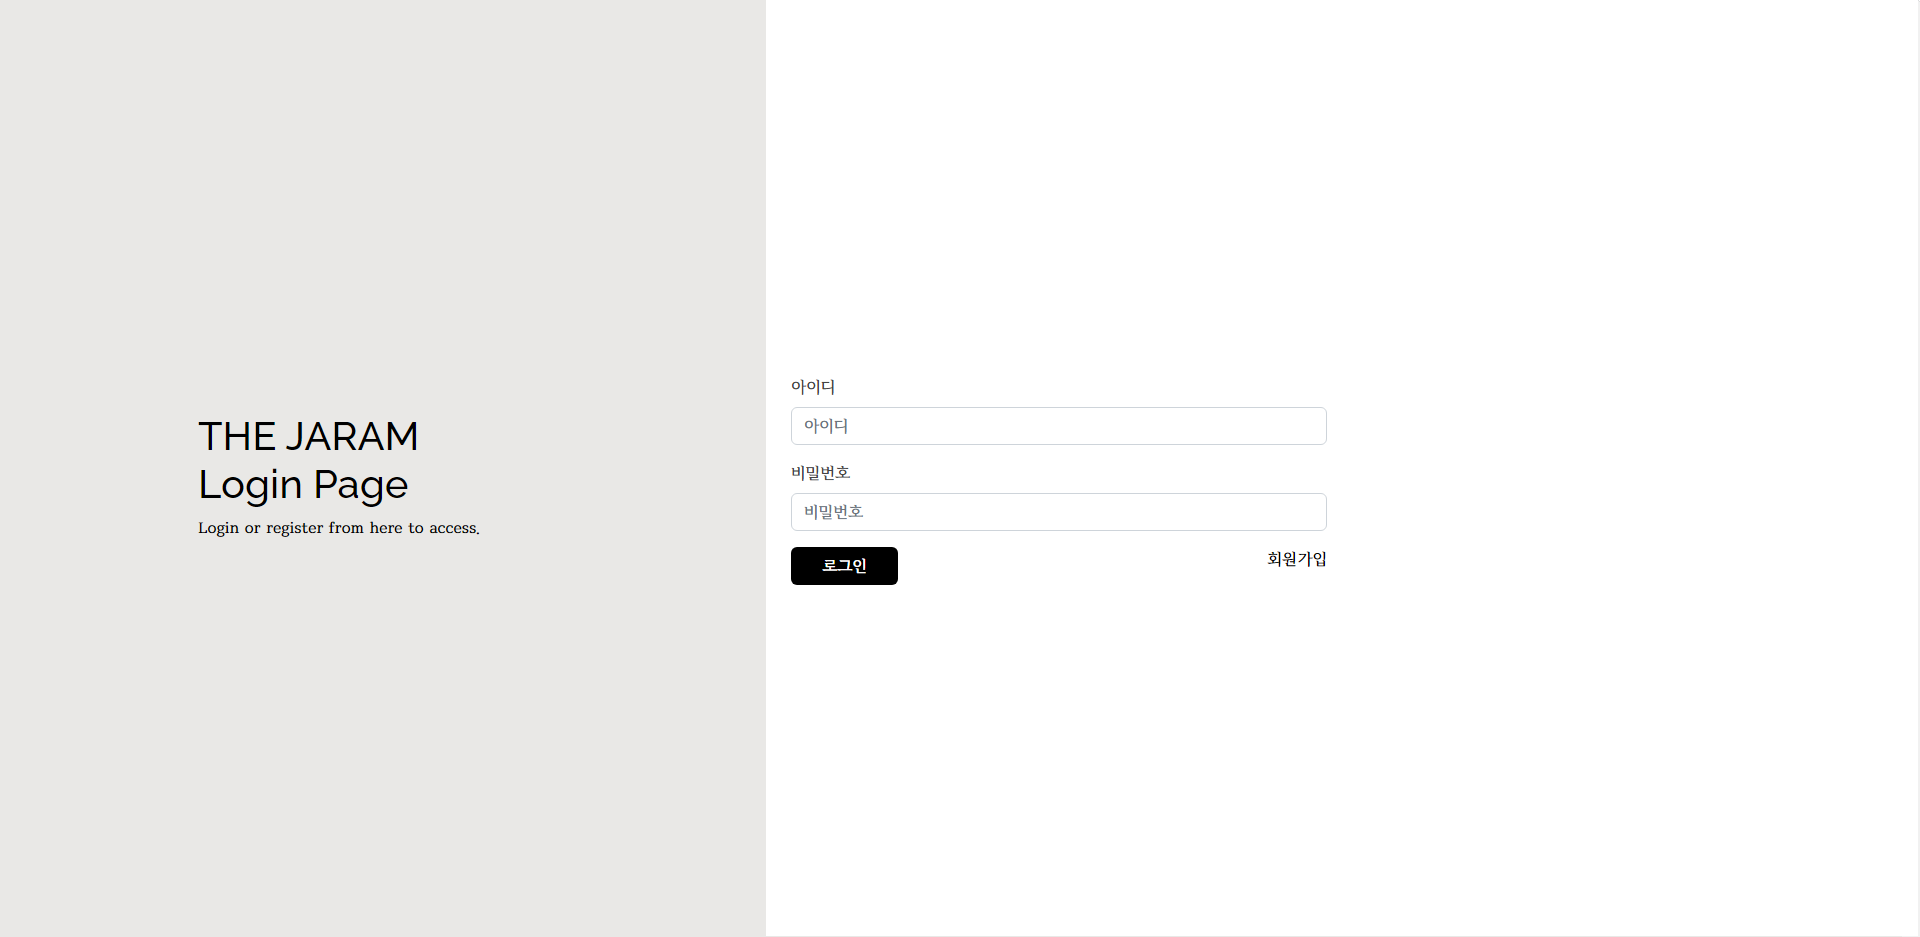 THE JARAM
Login Page
Login or register from here to access.
아이디
아이디
비밀번호
비밀번호
로그인
회원가입